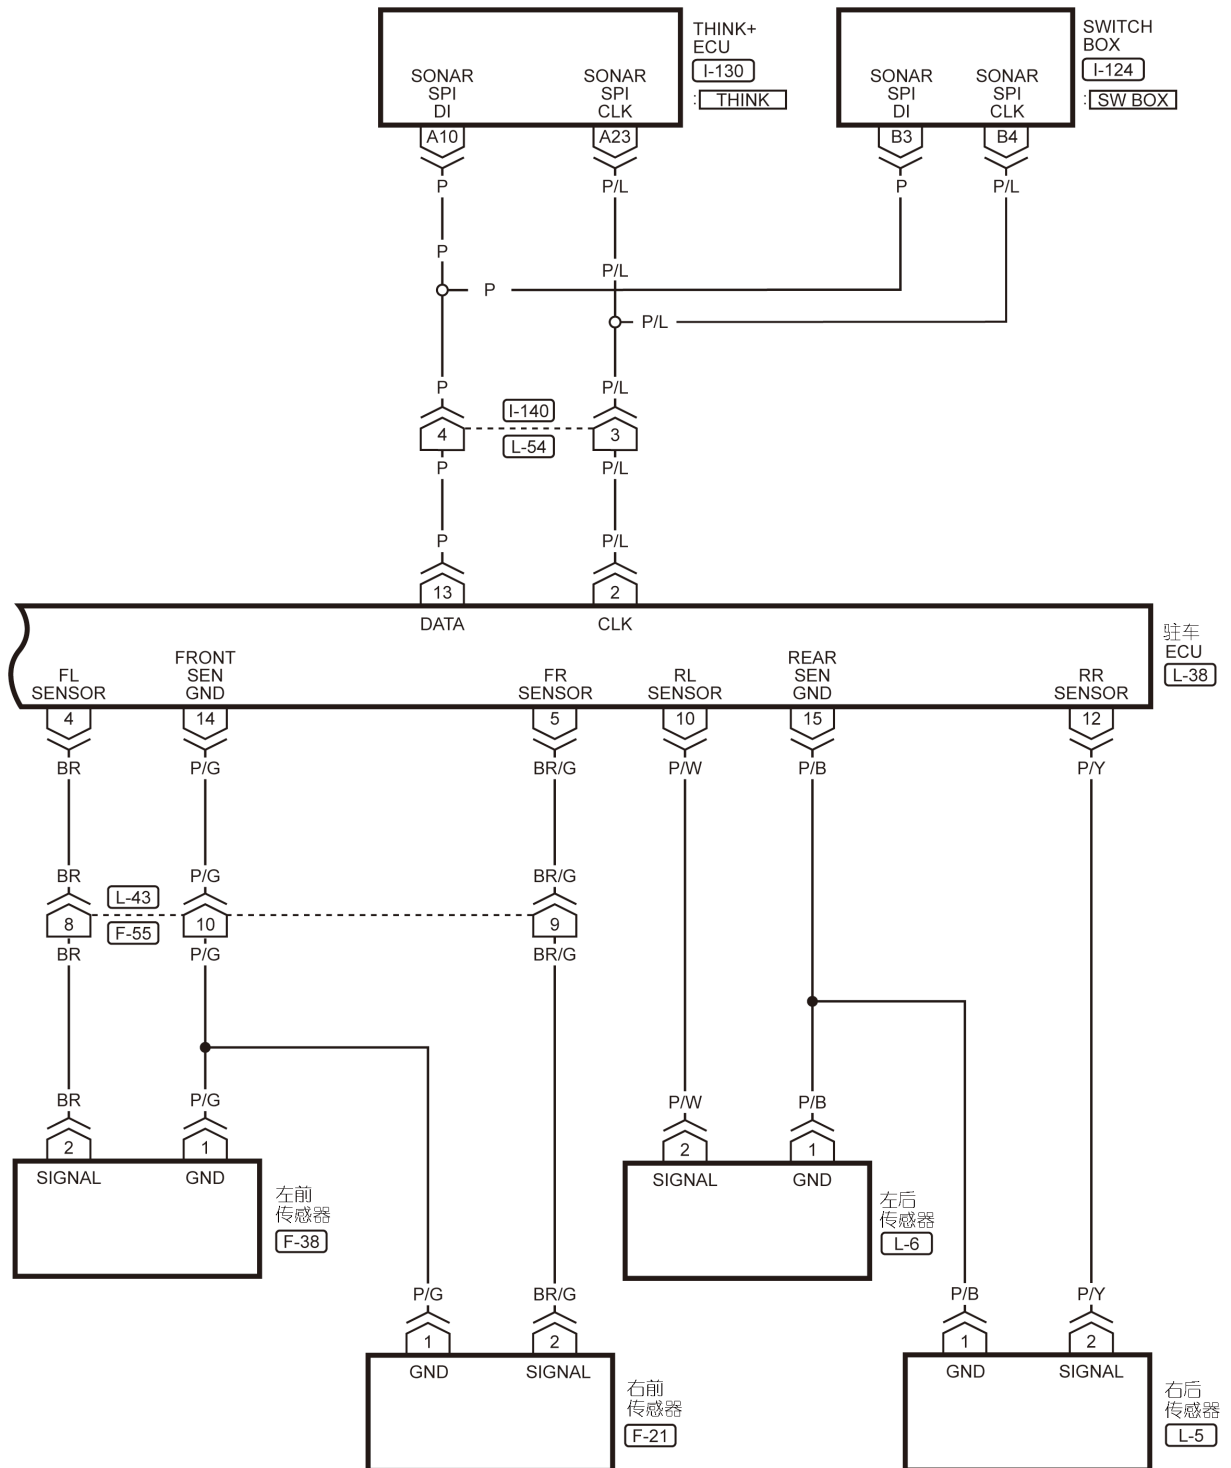 THINK+
ECU
I-130
: THINK
SONAR
SPI
DI
SONAR
SPI
CLK
A10
A23
SWITCH
BOX
I-124
: SW BOX
SONAR
SPI
DI
SONAR
SPI
CLK
B3
B4
P
P/L
P
P/L
P
P/L
P
P/L
P
P/L
I-140
L-54
4
3
P
P/L
P
P/L
13
2
DATA
CLK
驻车
ECU
L-38
FL
SENSOR
FRONT
SEN
GND
FR
SENSOR
RL
SENSOR
REAR
SEN
GND
RR
SENSOR
4
14
5
10
15
12
BR
P/G
BR/G
P/W
P/B
P/Y
BR
P/G
BR/G
L-43
F-55
8
10
9
BR
P/G
BR/G
BR
P/G
P/W
P/B
2
1
2
1
SIGNAL
GND
SIGNAL
GND
左前
传感器
F-38
左后
传感器
L-6
P/G
BR/G
P/B
P/Y
1
2
1
2
GND
SIGNAL
GND
SIGNAL
右前
传感器
F-21
右后
传感器
L-5